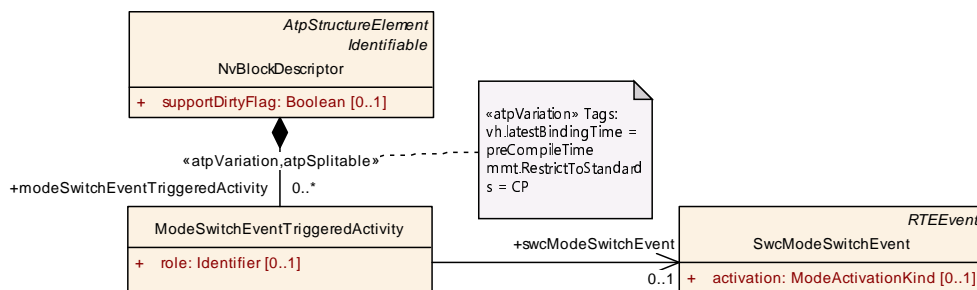 AtpStructureElement
Identifiable
NvBlockDescriptor
+ supportDirtyFlag: Boolean [0..1]
«atpVariation» Tags:
vh.latestBindingTime =
preCompileTime
mmt.RestrictToStandard
s = CP
«atpVariation,atpSplitable»
+modeSwitchEventTriggeredActivity 0..*
ModeSwitchEventTriggeredActivity
+ role: Identifier [0..1]
+swcModeSwitchEvent
0..1
RTEEvent
SwcModeSwitchEvent
+ activation: ModeActivationKind [0..1]